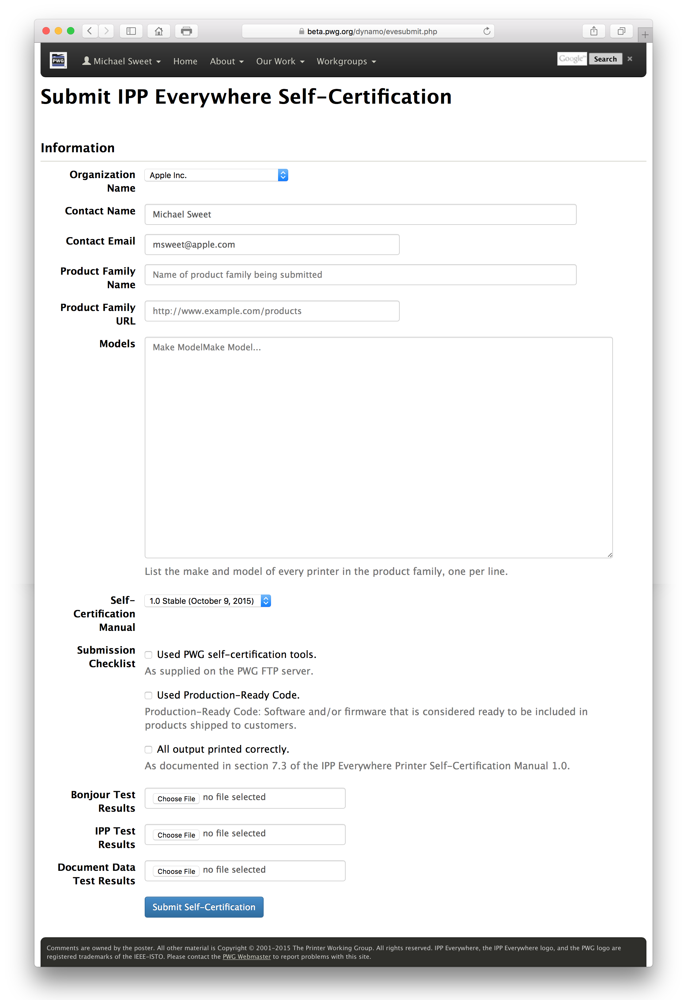 beta.pwg.org/dynamo/evesubmit.php
PWG
Michael Sweet Home About Our Work Workgroups
Google™ Search ×
Submit IPP Everywhere Self-Certification
Information
Organization
Name
Apple Inc.
Contact Name
Michael Sweet
Contact Email
msweet@apple.com
Product Family
Name
Name of product family being submitted
Product Family
URL
http://www.example.com/products
Models
Make ModelMake Model...
List the make and model of every printer in the product family, one per line.
Self-
Certification
Manual
1.0 Stable (October 9, 2015)
Submission
Checklist
Used PWG self-certification tools.
As supplied on the PWG FTP server.
Used Production-Ready Code.
Production-Ready Code: Software and/or firmware that is considered ready to be included in
products shipped to customers.
All output printed correctly.
As documented in section 7.3 of the IPP Everywhere Printer Self-Certification Manual 1.0.
Bonjour Test
Results
Choose File no file selected
IPP Test
Results
Choose File no file selected
Document Data
Test Results
Choose File no file selected
Submit Self-Certification
Comments are owned by the poster. All other material is Copyright © 2001-2015 The Printer Working Group. All rights reserved. IPP Everywhere, the IPP Everywhere logo, and the PWG logo are
registered trademarks of the IEEE-ISTO. Please contact the PWG Webmaster to report problems with this site.